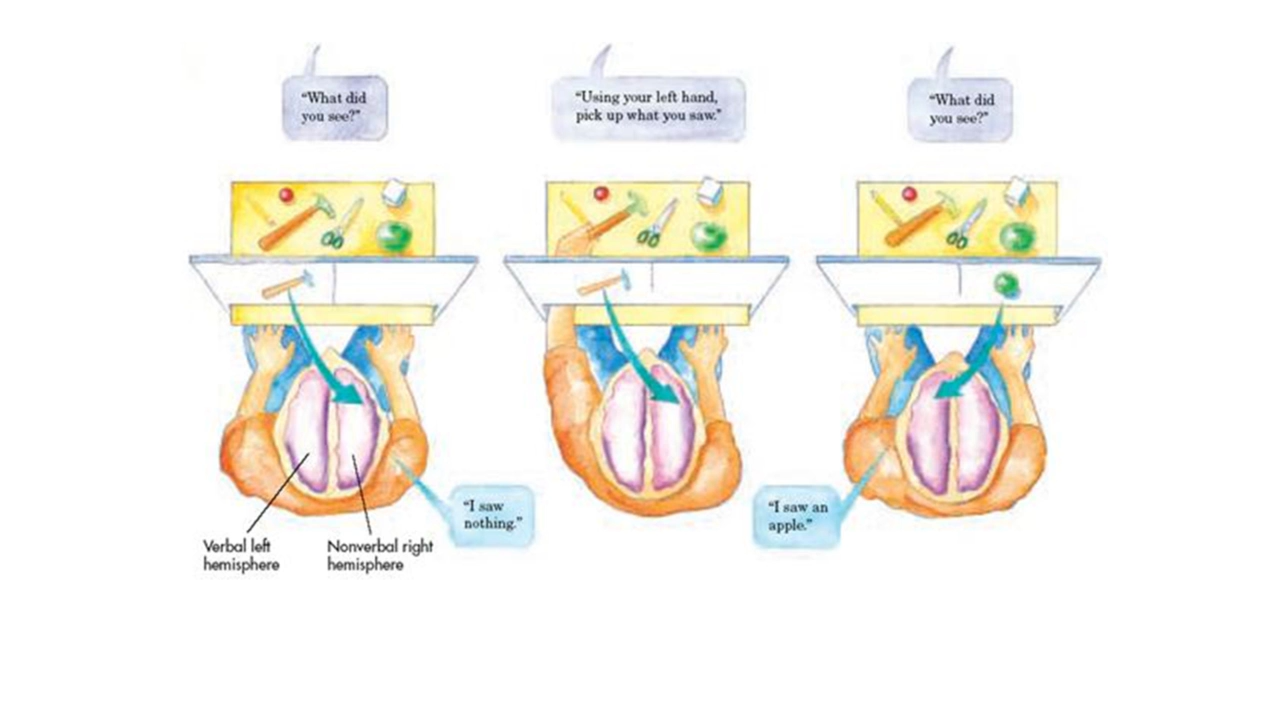 “What did
you see?”
“Using your left hand,
pick up what you saw.”
“What did
you see?”
“I saw
nothing.”
“I saw an
apple.”
Verbal left
hemisphere
Nonverbal right
hemisphere